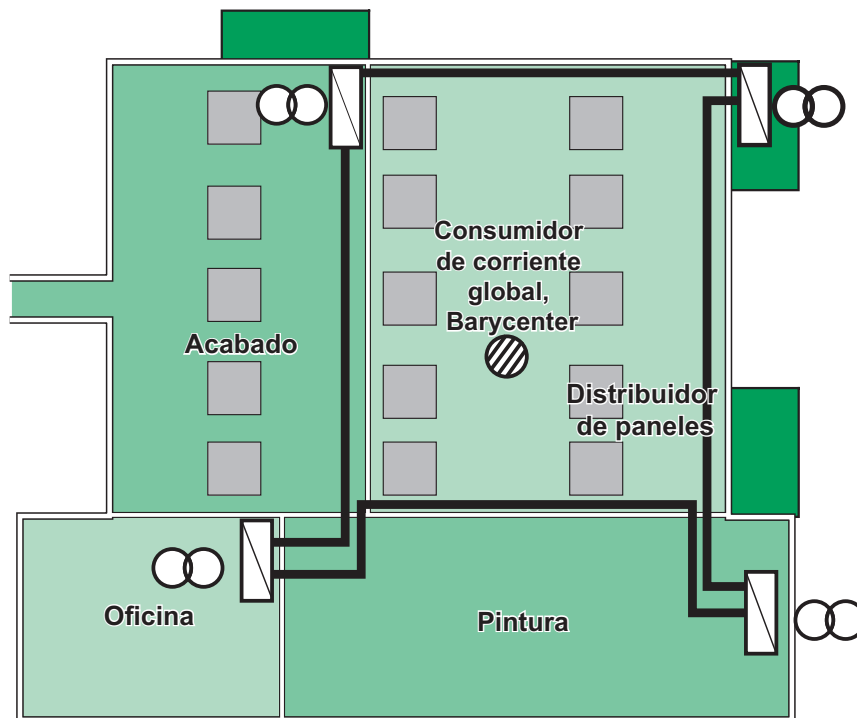 Consumidor
de corriente
global,
Barycenter
Acabado
Distribuidor
de paneles
Oficina
Pintura